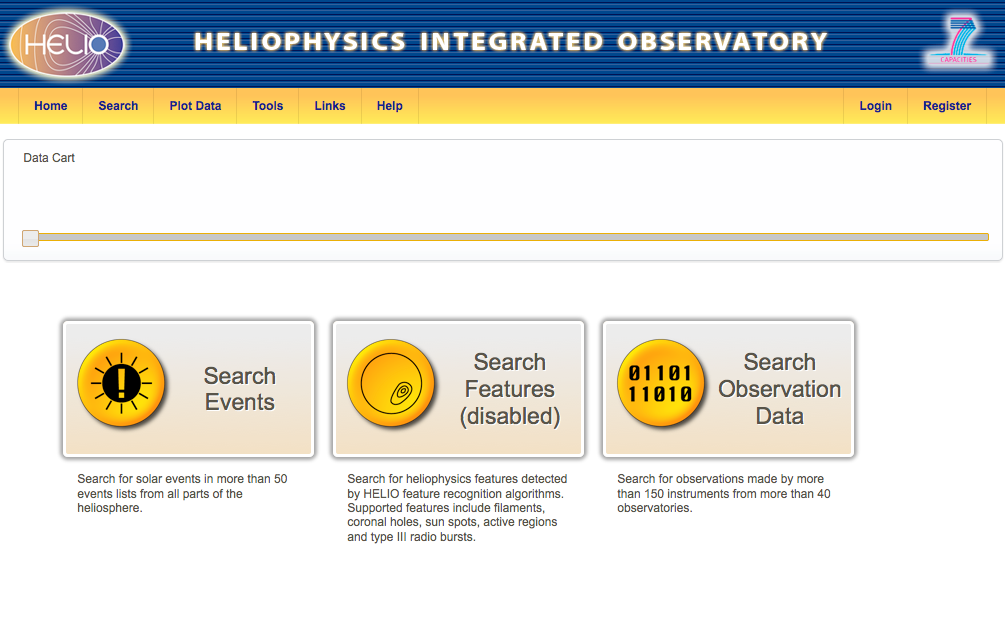 HELIO
HELIOPHYSICS INTEGRATED OBSERVATORY
7
CAPACITIES
Home Search Plot Data Tools Links Help Login Register
Data Cart
!
Search
Events
Search
Features
(disabled)
01101
11010
Search
Observation
Data
Search for solar events in more than 50
events lists from all parts of the
heliosphere.
Search for heliophysics features detected
by HELIO feature recognition algorithms.
Supported features include filaments,
coronal holes, sun spots, active regions
and type III radio bursts.
Search for observations made by more
than 150 instruments from more than 40
observatories.